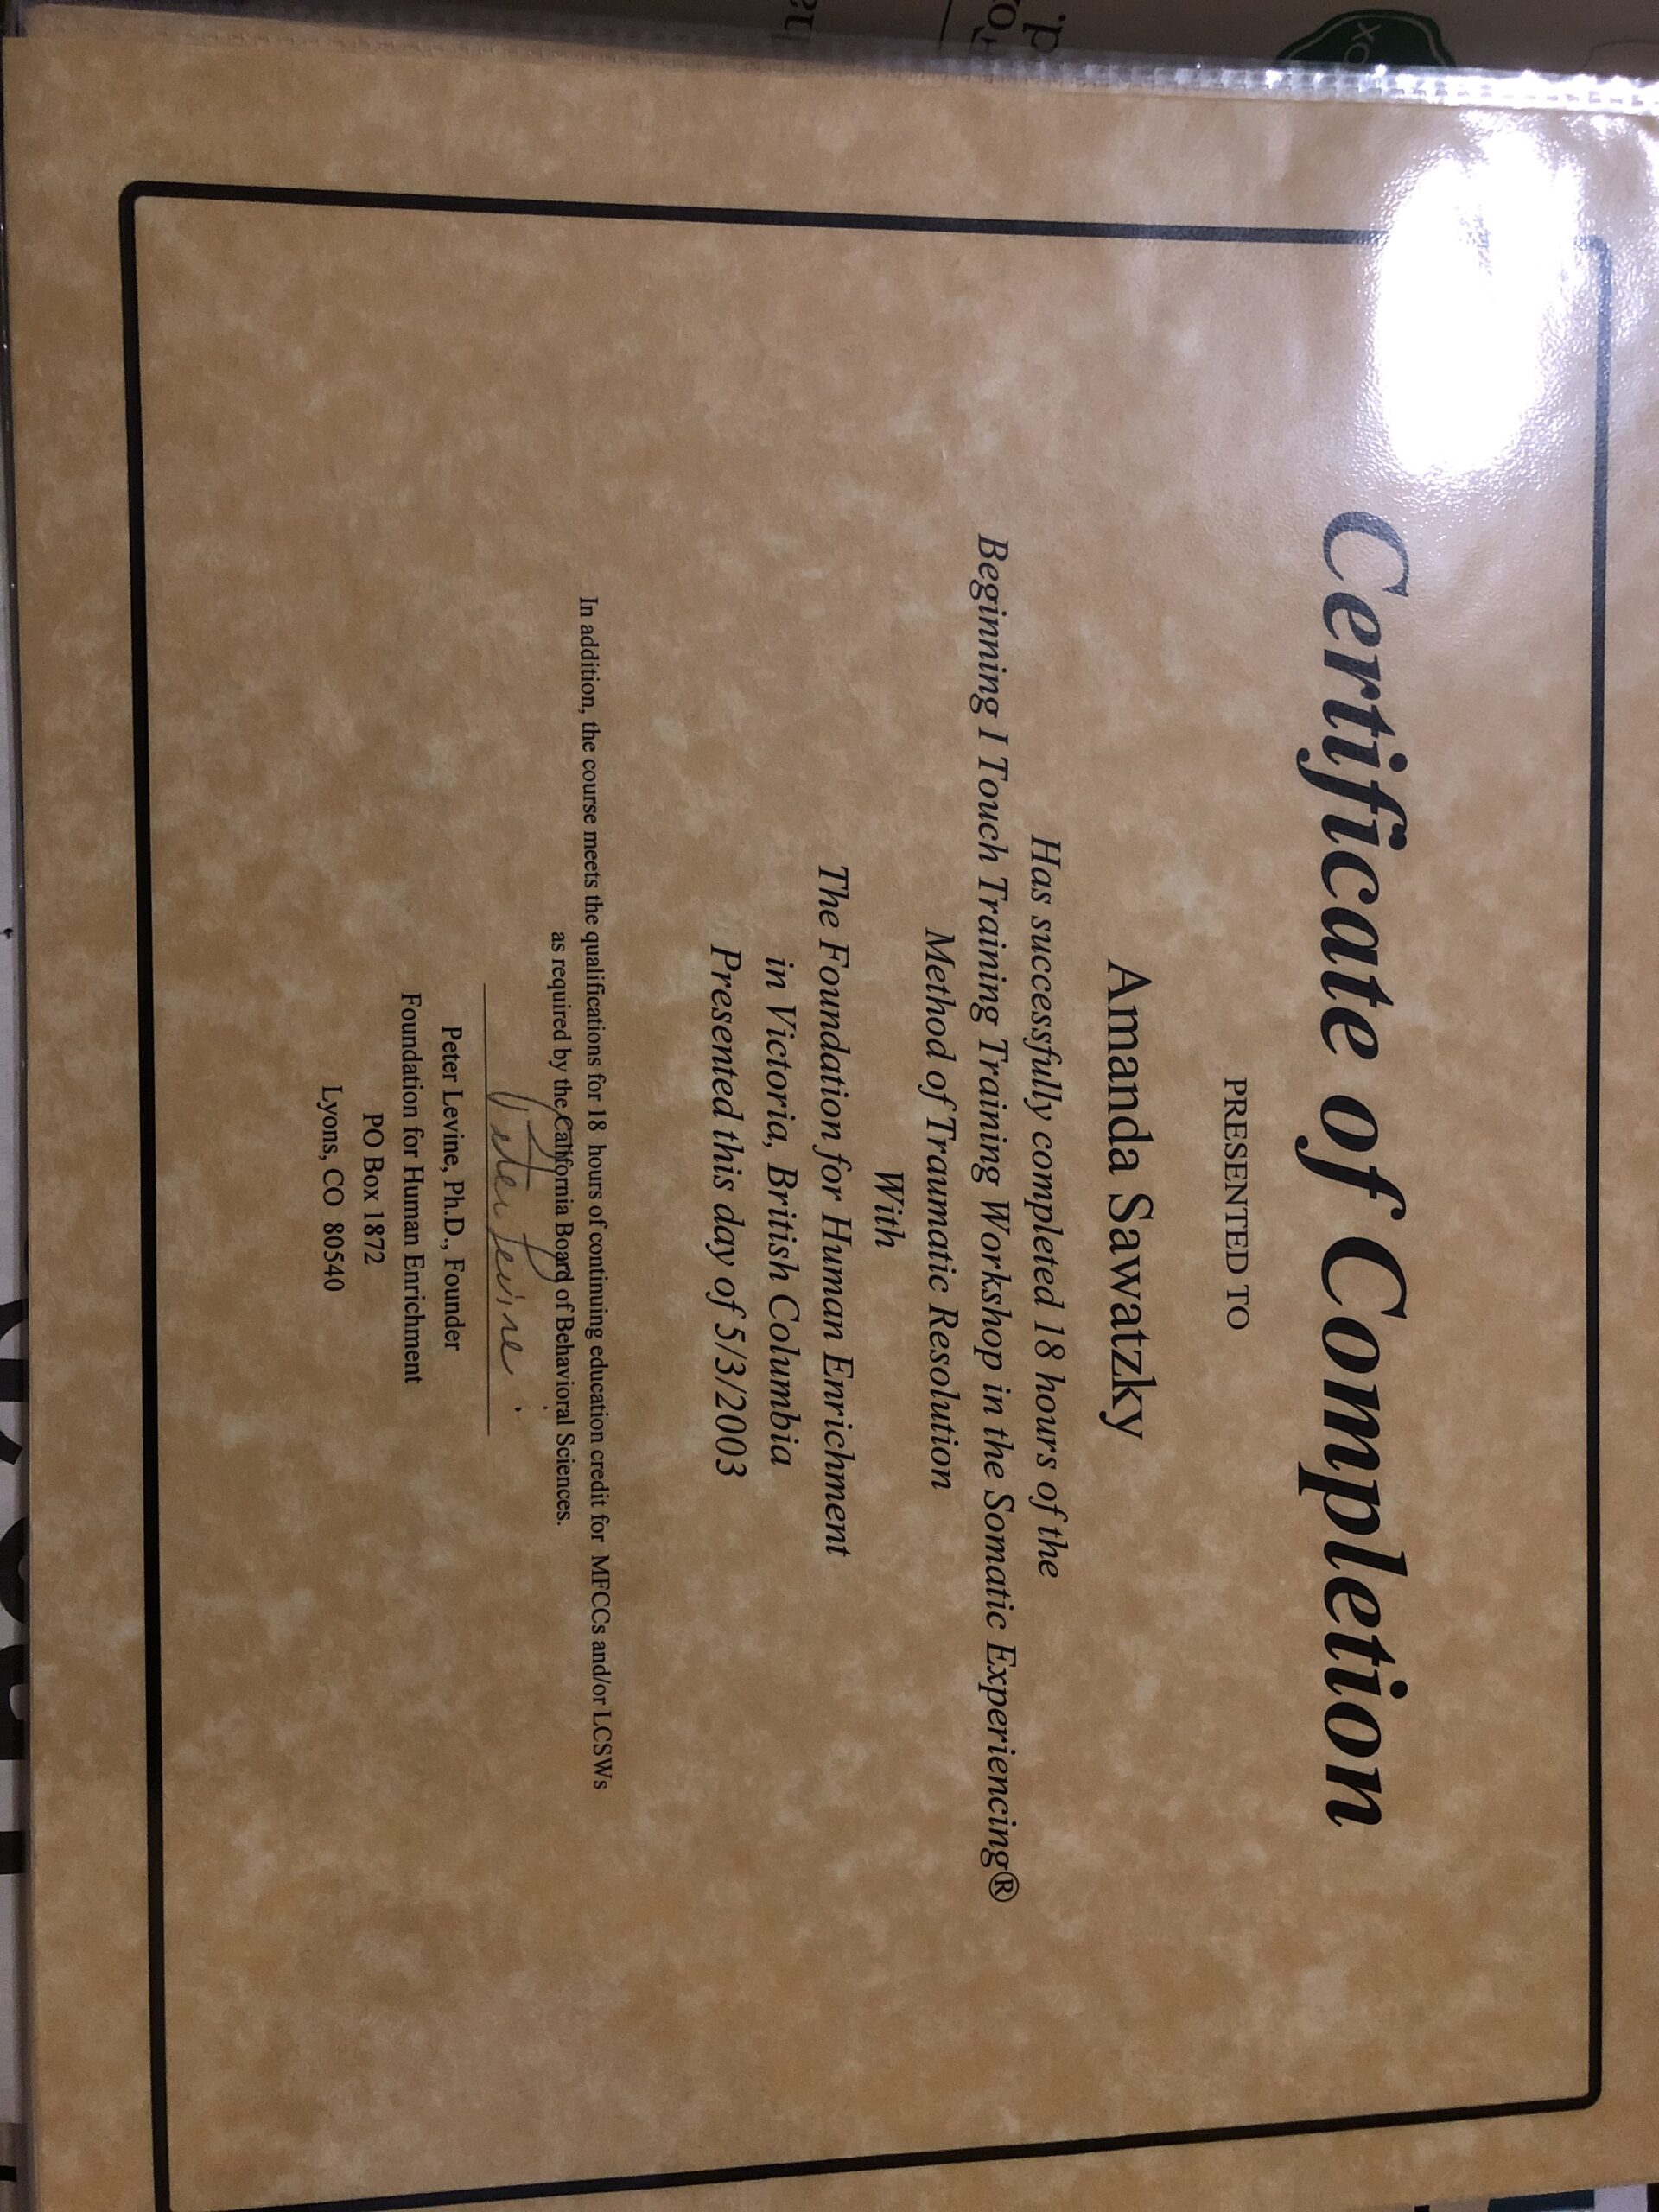 Certificate of Completion
PRESENTED TO
Amanda Sawatzky
Has successfully completed 18 hours of the
Beginning I Touch Training Training Workshop in the Somatic Experiencing®
Method of Traumatic Resolution
With
The Foundation for Human Enrichment
in Victoria, British Columbia
Presented this day of 5/3/2003
In addition, the course meets the qualifications for 18 hours of continuing education credit for MFCCs and/or LCSWs
as required by the California Board of Behavioral Sciences.
Peter Levine
Peter Levine, Ph.D., Founder
Foundation for Human Enrichment
PO Box 1872
Lyons, CO 80540